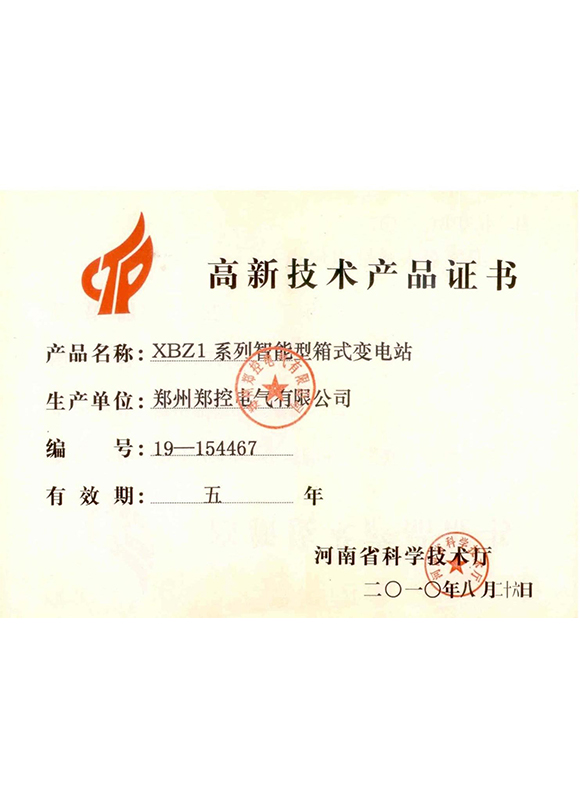 CTP
高新技术产品证书
产品名称: XBZ1系列智能型箱式变电站
生产单位: 郑州郑控电气有限公司
编 号: 19—154467
有 效 期: 五 年
河南省科学技术厅
二〇一〇年八月二十六日